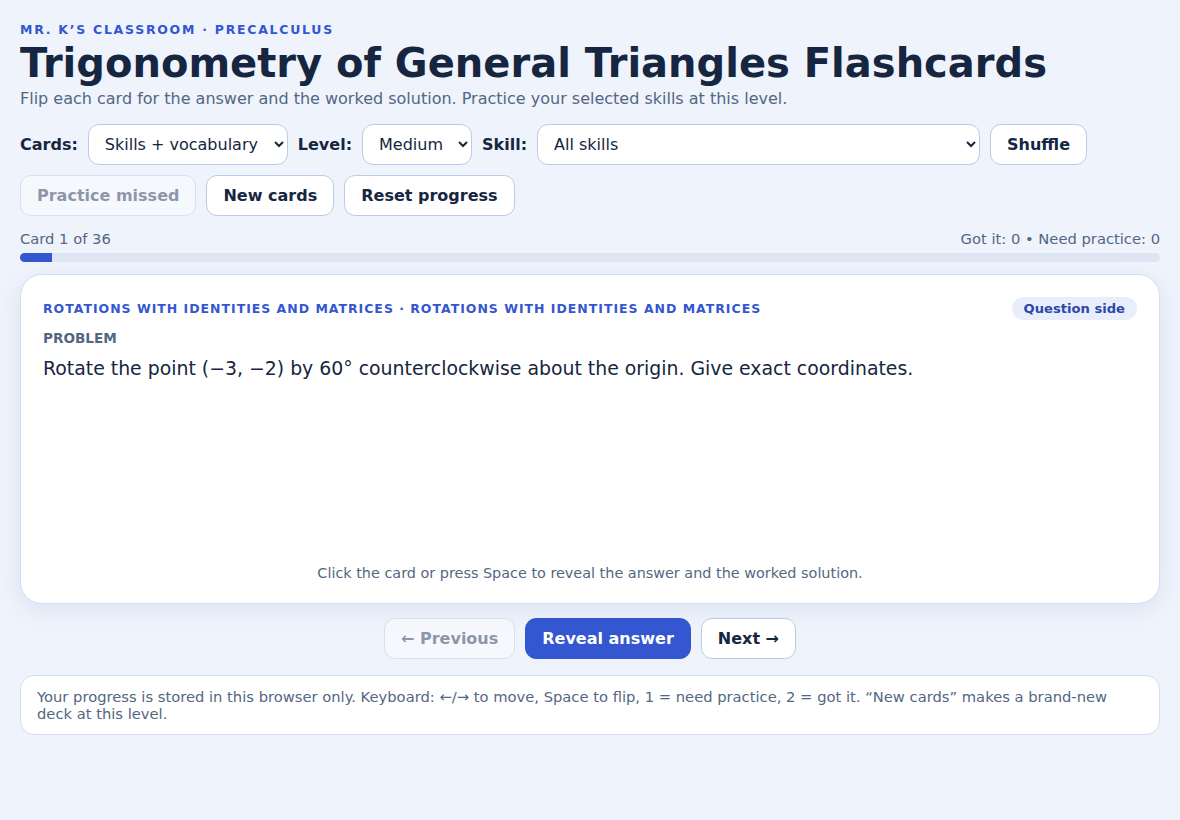 MR. K’S CLASSROOM · PRECALCULUS
Trigonometry of General Triangles Flashcards
Flip each card for the answer and the worked solution. Practice your selected skills at this level.
Cards: Skills + vocabulary Level: Medium Skill: All skills Shuffle
Practice missed New cards Reset progress
Card 1 of 36 Got it: 0 • Need practice: 0
ROTATIONS WITH IDENTITIES AND MATRICES · ROTATIONS WITH IDENTITIES AND MATRICES Question side
PROBLEM
Rotate the point (−3, −2) by 60° counterclockwise about the origin. Give exact coordinates.
Click the card or press Space to reveal the answer and the worked solution.
← Previous Reveal answer Next →
Your progress is stored in this browser only. Keyboard: ←/→ to move, Space to flip, 1 = need practice, 2 = got it. “New cards” makes a brand-new
deck at this level.